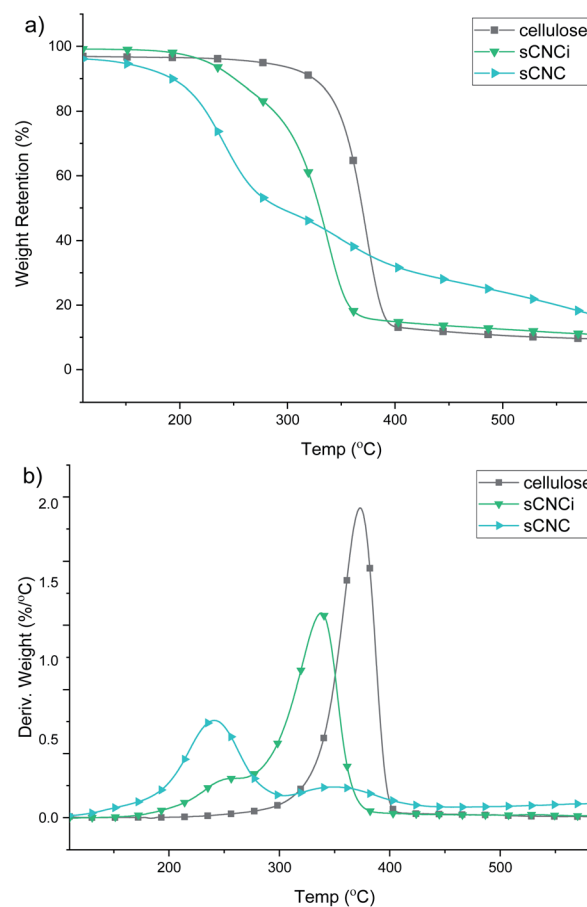 a)
cellulose
sCNCi
sCNC
100
80
60
40
20
0
Weight Retention (%)
200 300 400 500
Temp (°C)
b)
cellulose
sCNCi
sCNC
2.0
1.5
1.0
0.5
0.0
Deriv. Weight (%/°C)
200 300 400 500
Temp (°C)